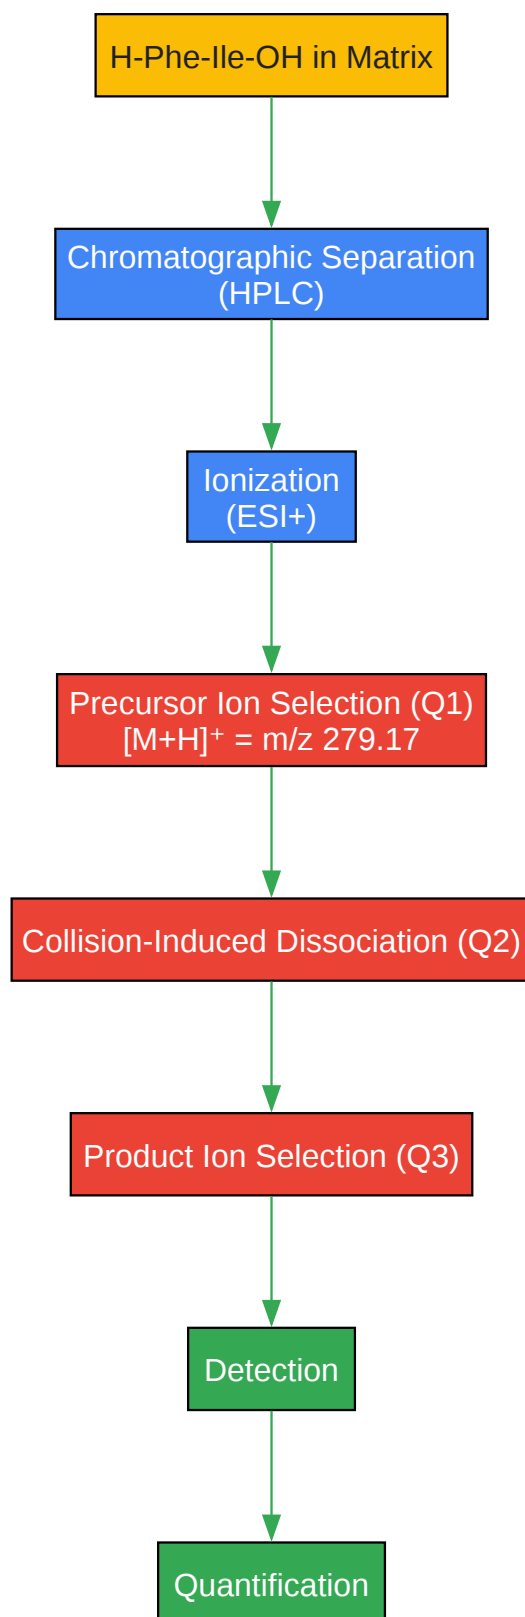 H-Phe-Ile-OH in Matrix
Chromatographic Separation
(HPLC)
Ionization
(ESI+)
Precursor Ion Selection (Q1)
[M+H]⁺ = m/z 279.17
Collision-Induced Dissociation (Q2)
Product Ion Selection (Q3)
Detection
Quantification